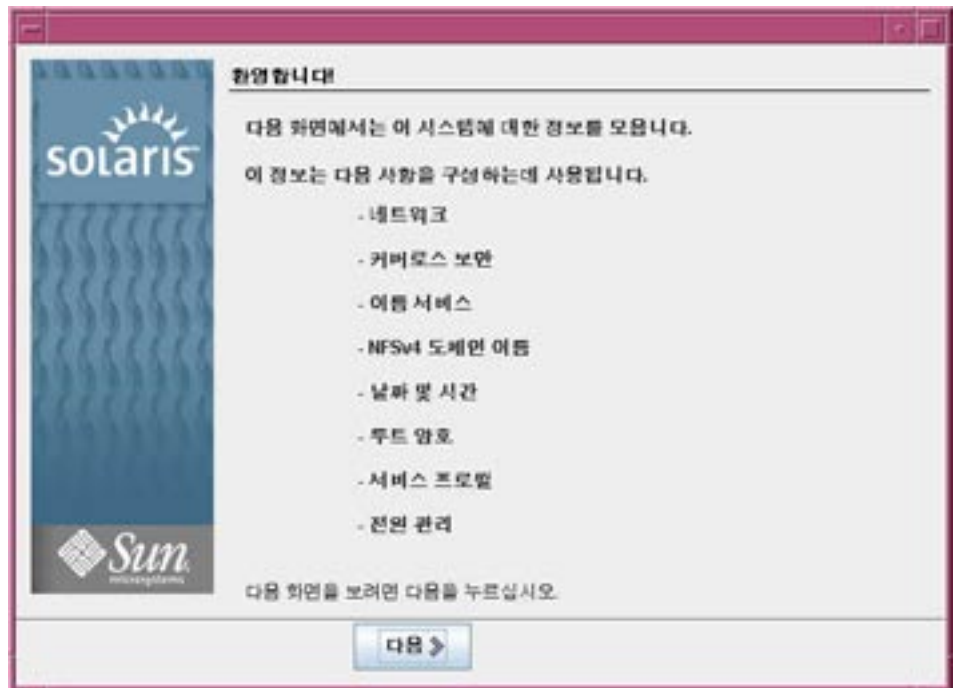 환영합니다!
solaris
다음 화면에서는 이 시스템에 대한 정보를 모읍니다.
이 정보는 다음 사항을 구성하는데 사용됩니다.
- 네트워크
- 커버로스 보안
- 이름 서비스
- NFSv4 도메인 이름
- 날짜 및 시간
- 루트 암호
- 서비스 프로필
- 전원 관리
Sun
microsystems
다음 화면을 보려면 다음을 누르십시오.
다음